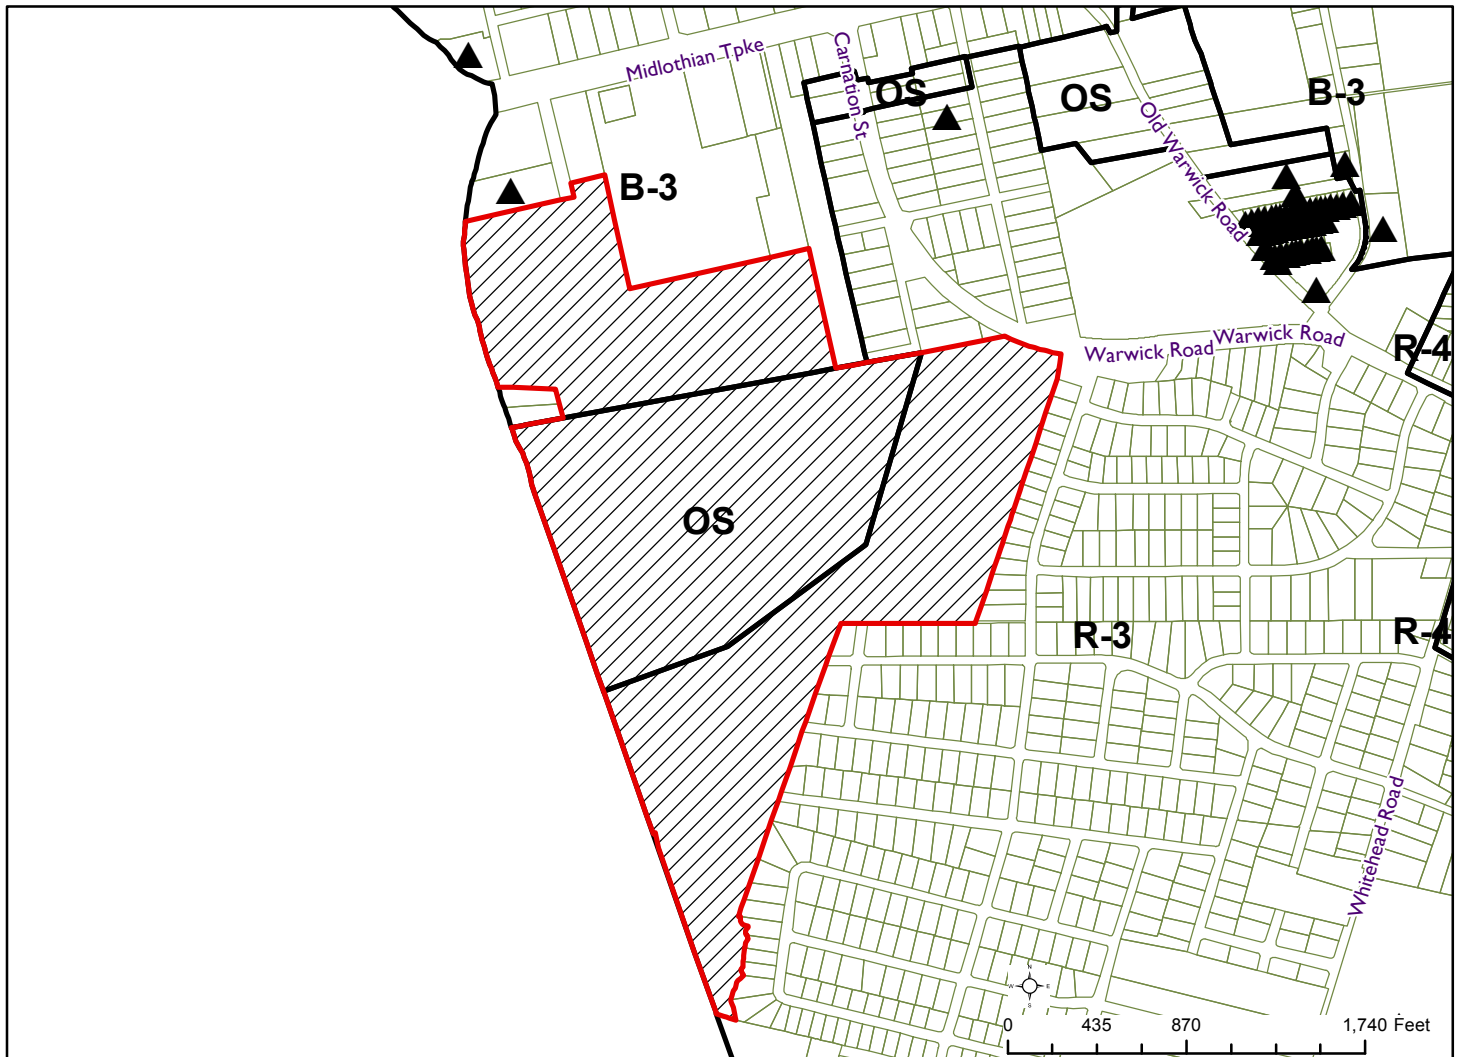 Midlothian Tpke
Carnation St
OS
OS
B-3
Old Warwick Road
B-3
Warwick Road
Warwick Road
R-4
OS
R-3
R-4
Whitehead Road
N
W
E
S
0 435 870 1,740 Feet